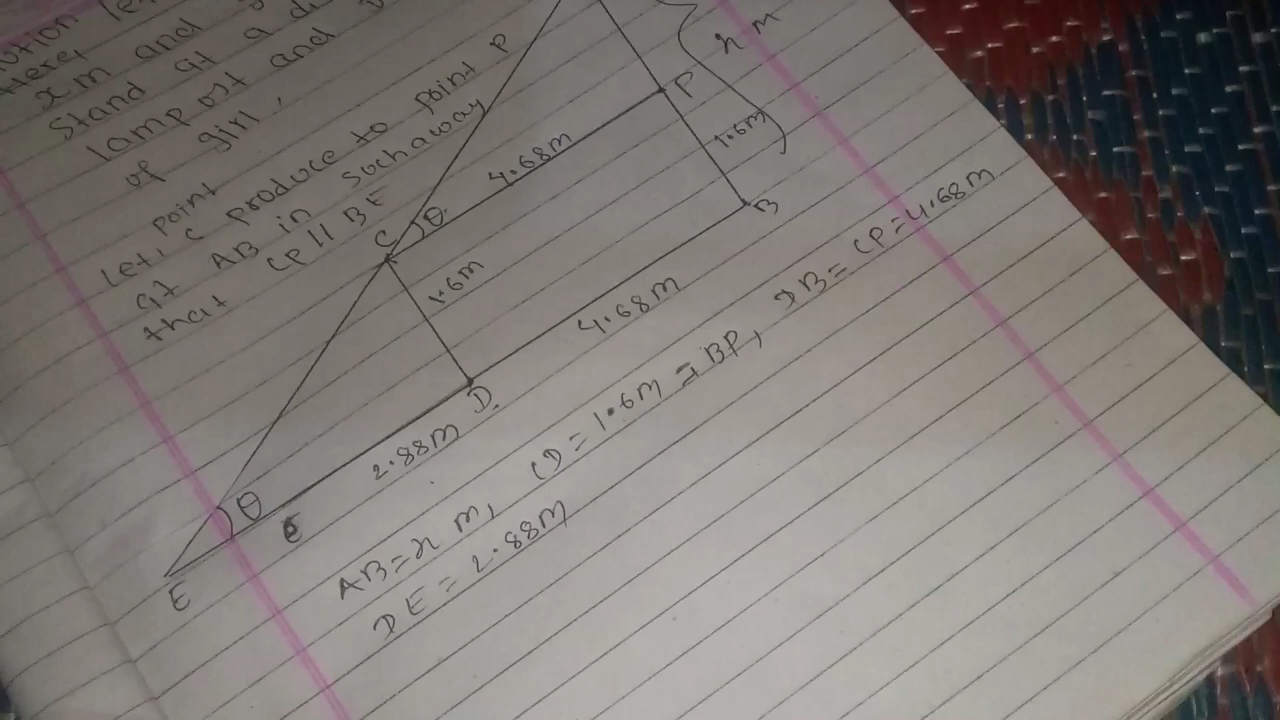 Here,
x m and
Stand at a
lamp ost and
of girl,
point
Let, C produce to point P
at AB in such a way
that CP || BE
x m
P
1.6m
4.68m
C
θ
B
1.6m
4.68m
D
2.88m
θ
E
E
AB = x m, CD = 1.6m = BP, DB = CP = 4.68m
DE = 2.88m